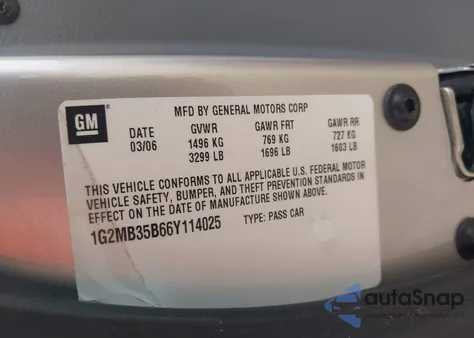 GM
MFD BY GENERAL MOTORS CORP
DATE GVWR GAWR FRT GAWR RR
03/06 1496 KG 769 KG 727 KG
3299 LB 1696 LB 1603 LB
THIS VEHICLE CONFORMS TO ALL APPLICABLE U.S. FEDERAL MOTOR
VEHICLE SAFETY, BUMPER, AND THEFT PREVENTION STANDARDS IN
EFFECT ON THE DATE OF MANUFACTURE SHOWN ABOVE.
1G2MB35B66Y114025 TYPE: PASS CAR
autoSnap